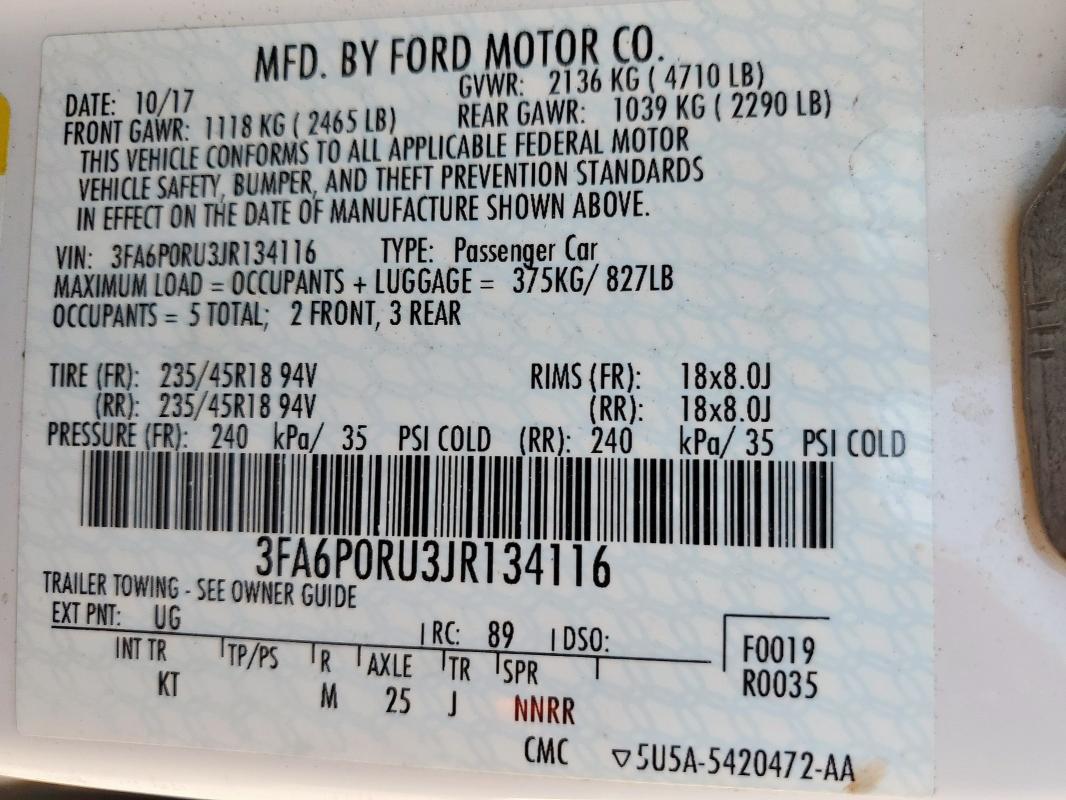 MFD. BY FORD MOTOR CO.
DATE: 10/17 GVWR: 2136 KG ( 4710 LB)
FRONT GAWR: 1118 KG ( 2465 LB) REAR GAWR: 1039 KG ( 2290 LB)
THIS VEHICLE CONFORMS TO ALL APPLICABLE FEDERAL MOTOR
VEHICLE SAFETY, BUMPER, AND THEFT PREVENTION STANDARDS
IN EFFECT ON THE DATE OF MANUFACTURE SHOWN ABOVE.
VIN: 3FA6P0RU3JR134116 TYPE: Passenger Car
MAXIMUM LOAD = OCCUPANTS + LUGGAGE = 375KG/ 827LB
OCCUPANTS = 5 TOTAL; 2 FRONT, 3 REAR
TIRE (FR): 235/45R18 94V RIMS (FR): 18x8.0J
(RR): 235/45R18 94V (RR): 18x8.0J
PRESSURE (FR): 240 kPa/ 35 PSI COLD (RR): 240 kPa/ 35 PSI COLD
3FA6P0RU3JR134116
TRAILER TOWING - SEE OWNER GUIDE
EXT PNT: UG RC: 89 DSO:
INT TR TP/PS R AXLE TR SPR
KT M 25 J NNRR
F0019
R0035
CMC ▽5U5A-5420472-AA